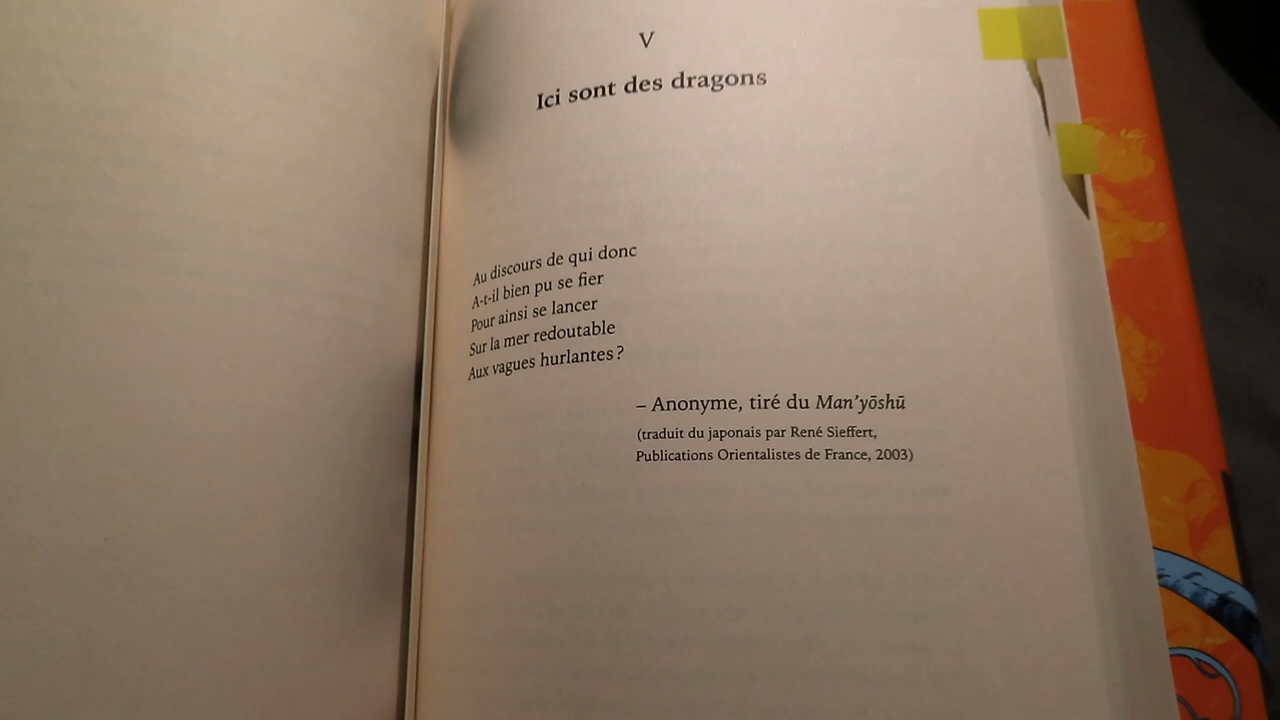 V
Ici sont des dragons
Au discours de qui donc
A-t-il bien pu se fier
Pour ainsi se lancer
Sur la mer redoutable
Aux vagues hurlantes ?
– Anonyme, tiré du Man’yōshū
(traduit du japonais par René Sieffert,
Publications Orientalistes de France, 2003)